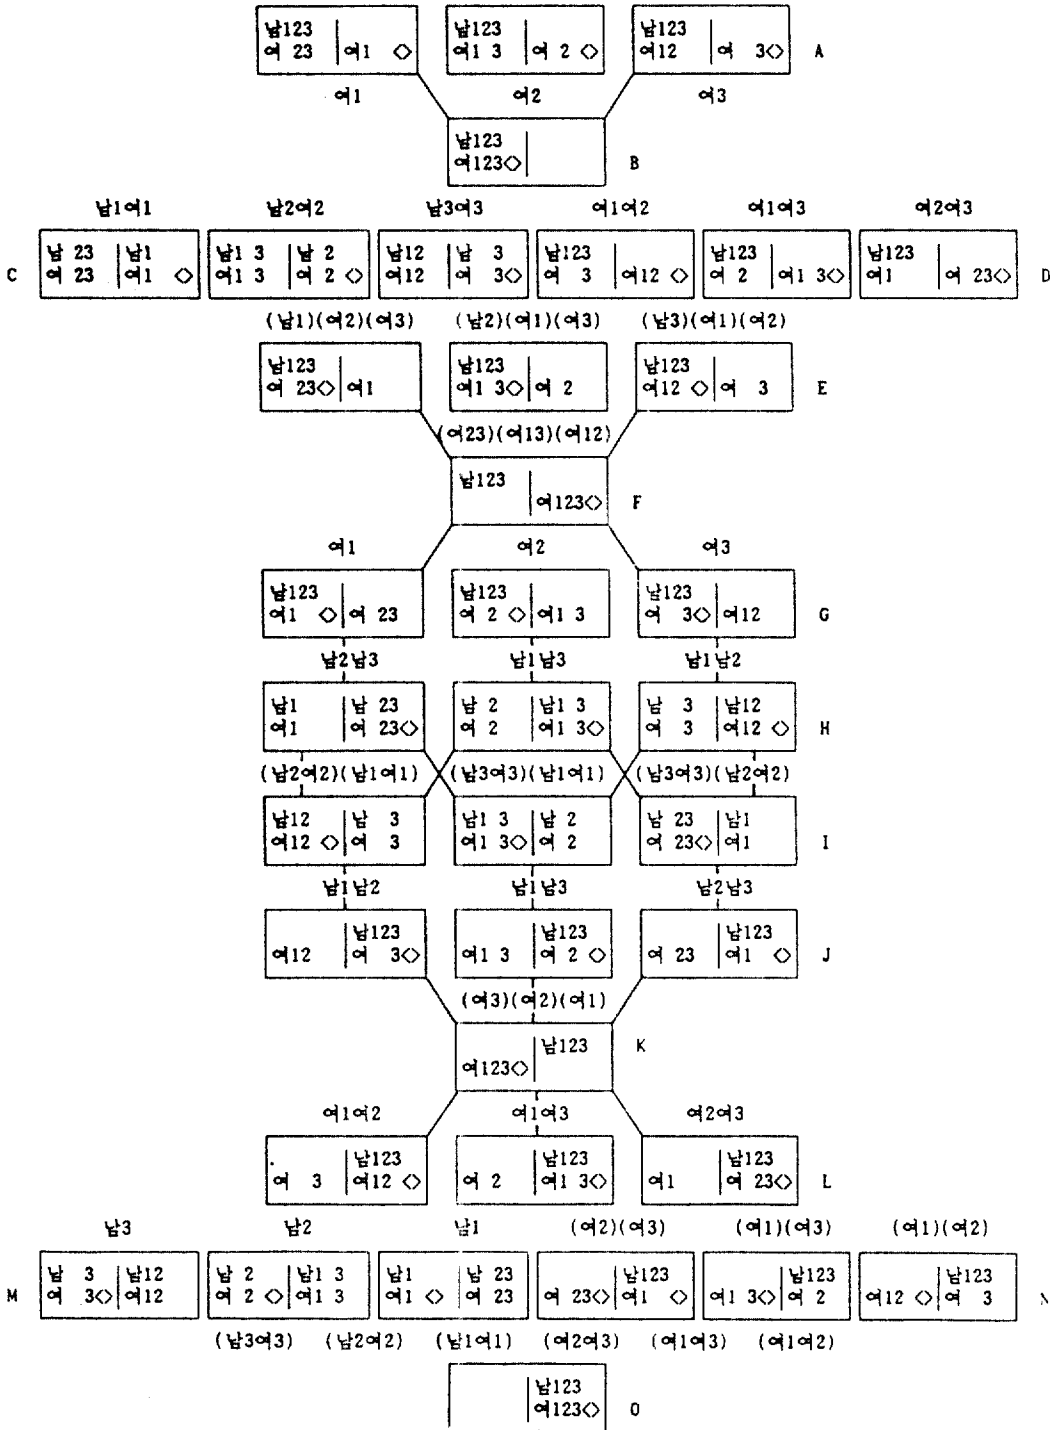 남123 남123 남123
여 23 여1 <> 여1 3 여 2 <> 여12 여 3<> A
여1 여2 여3
남123
여123<> B
남1여1 남2여2 남3여3 여1여2 여1여3 여2여3
남 23 남1 남1 3 남 2 남12 남 3 남123 남123 남123
C 여 23 여1 <> 여1 3 여 2 <> 여12 여 3<> 여 3 여12 <> 여 2 여1 3<> 여1 여 23<> D
(남1)(여2)(여3) (남2)(여1)(여3) (남3)(여1)(여2)
남123 남123 남123
여 23<> 여1 여1 3<> 여 2 여12 <> 여 3 E
(여23)(여13)(여12)
남123
여123<> F
여1 여2 여3
남123 남123 남123
여1 <> 여 23 여 2 <> 여1 3 여 3<> 여12 G
남2남3 남1남3 남1남2
남1 남 23 남 2 남1 3 남 3 남12
여1 여 23<> 여 2 여1 3<> 여 3 여12 <> H
(남2여2)(남1여1) (남3여3)(남1여1) (남3여3)(남2여2)
남12 남 3 남1 3 남 2 남 23 남1
여12 <> 여 3 여1 3<> 여 2 여 23<> 여1 I
남1남2 남1남3 남2남3
남123 남123 남123
여12 여 3<> 여1 3 여 2 <> 여 23 여1 <> J
(여3)(여2)(여1)
남123 K
여123<>
여1여2 여1여3 여2여3
남123 남123 남123
여 3 여12 <> 여 2 여1 3<> 여1 여 23<> L
남3 남2 남1 (여2)(여3) (여1)(여3) (여1)(여2)
남 3 남12 남 2 남1 3 남1 남 23 남123 남123 남123
M 여 3<> 여12 여 2 <> 여1 3 여1 <> 여 23 여 23<> 여1 <> 여1 3<> 여 2 여12 <> 여 3 N
(남3여3) (남2여2) (남1여1) (여2여3) (여1여3) (여1여2)
남123
여123<> O